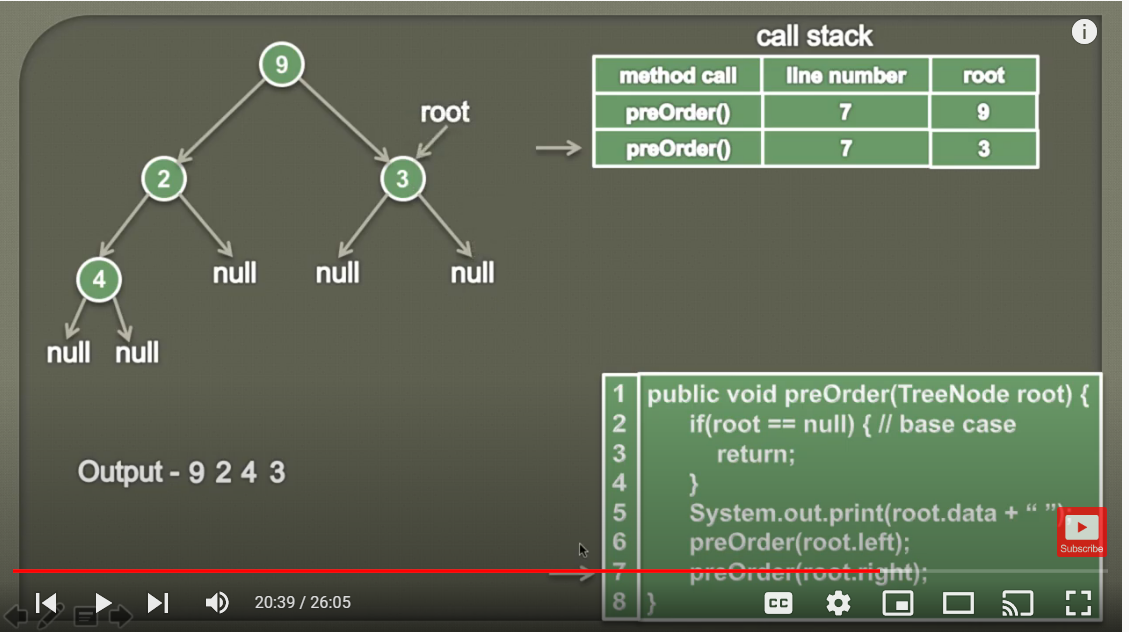 call stack
method call line number root
preOrder() 7 9
preOrder() 7 3
9
root
2 3
4 null null null
null null
Output - 9 2 4 3
1 public void preOrder(TreeNode root) {
2 if(root == null) { // base case
3 return;
4 }
5 System.out.print(root.data + “ ”);
6 preOrder(root.left);
7 preOrder(root.right);
8 }
Subscribe
20:39 / 26:05
CC